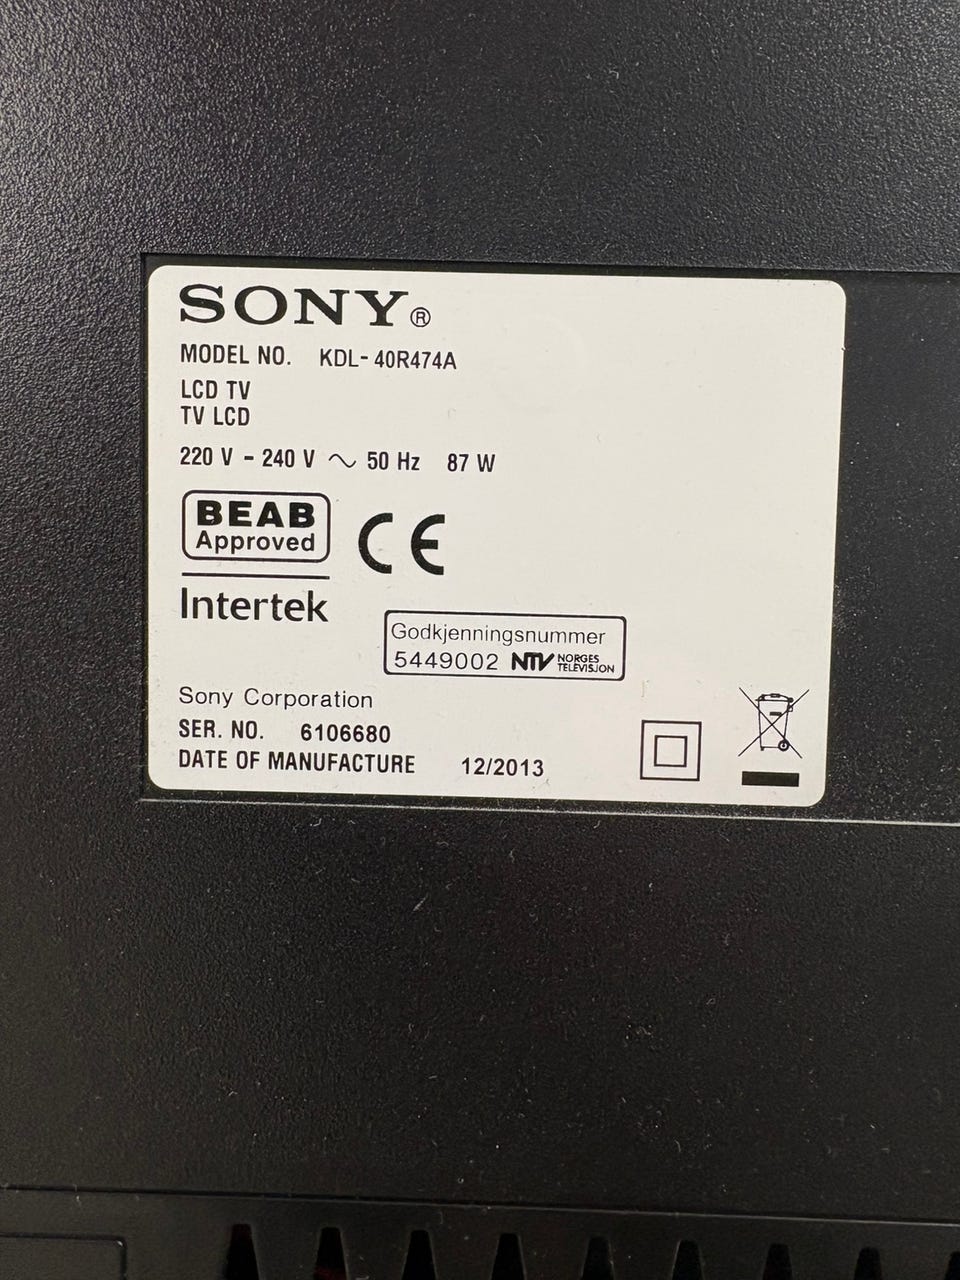 SONY®
MODEL NO. KDL-40R474A
LCD TV
TV LCD
220 V - 240 V ~ 50 Hz 87 W
BEAB
Approved
CE
Intertek
Godkjenningsnummer
5449002 NTV NORGES TELEVISJON
Sony Corporation
SER. NO. 6106680
DATE OF MANUFACTURE 12/2013